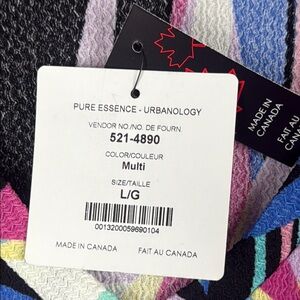 PURE ESSENCE - URBANOLOGY
VENDOR NO./NO. DE FOURN
521-4890
COLOR/COULEUR
Multi
SIZE/TAILLE
L/G
0013200059690104
MADE IN CANADA FAIT AU CANADA
MADE IN
CANADA
FAIT AU
CANADA